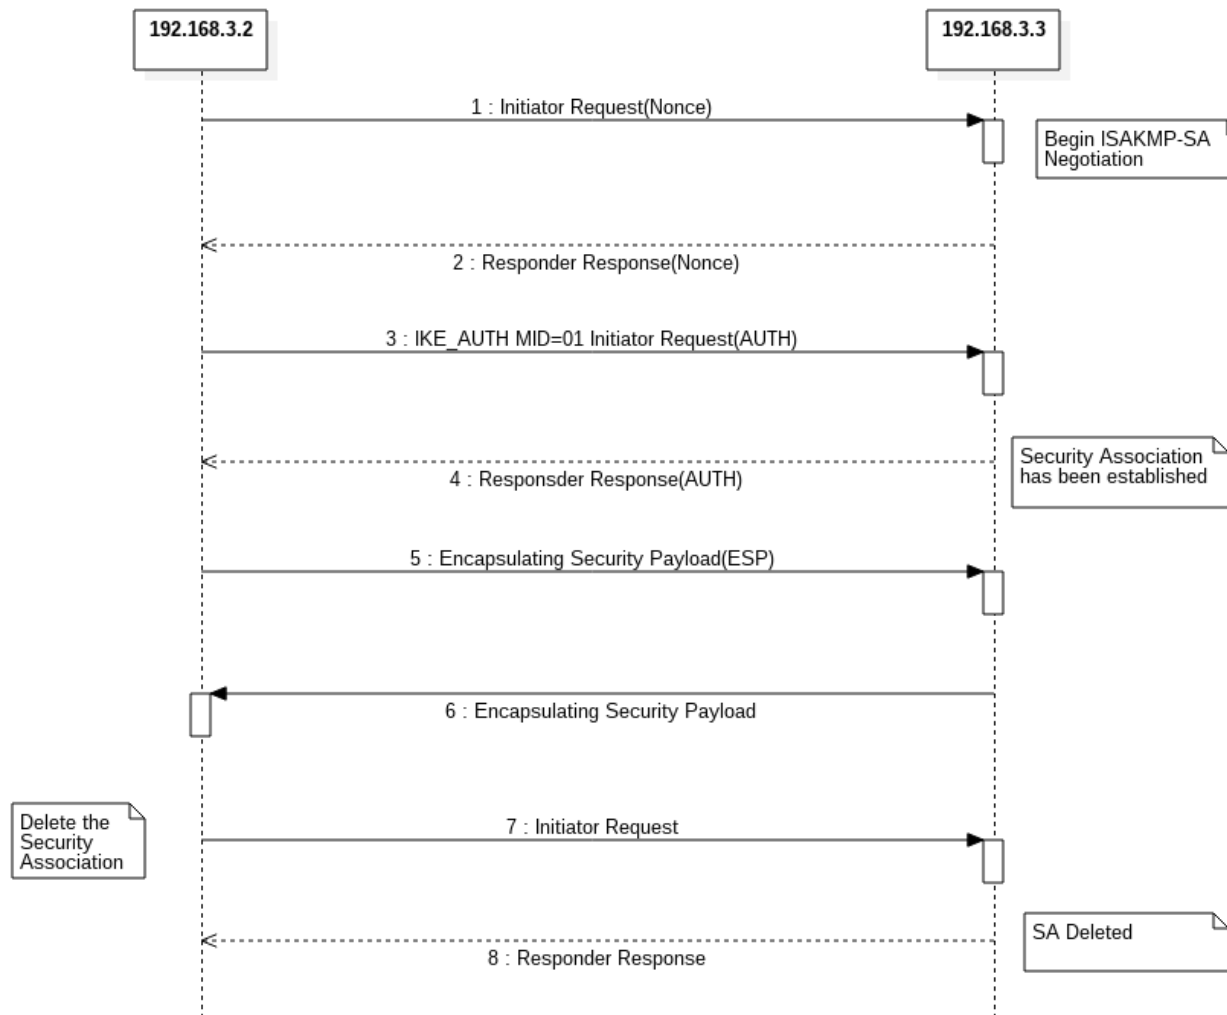 192.168.3.2
192.168.3.3
1 : Initiator Request(Nonce)
Begin ISAKMP-SA
Negotiation
2 : Responder Response(Nonce)
3 : IKE_AUTH MID=01 Initiator Request(AUTH)
Security Association
has been established
4 : Responsder Response(AUTH)
5 : Encapsulating Security Payload(ESP)
6 : Encapsulating Security Payload
Delete the
Security
Association
7 : Initiator Request
SA Deleted
8 : Responder Response